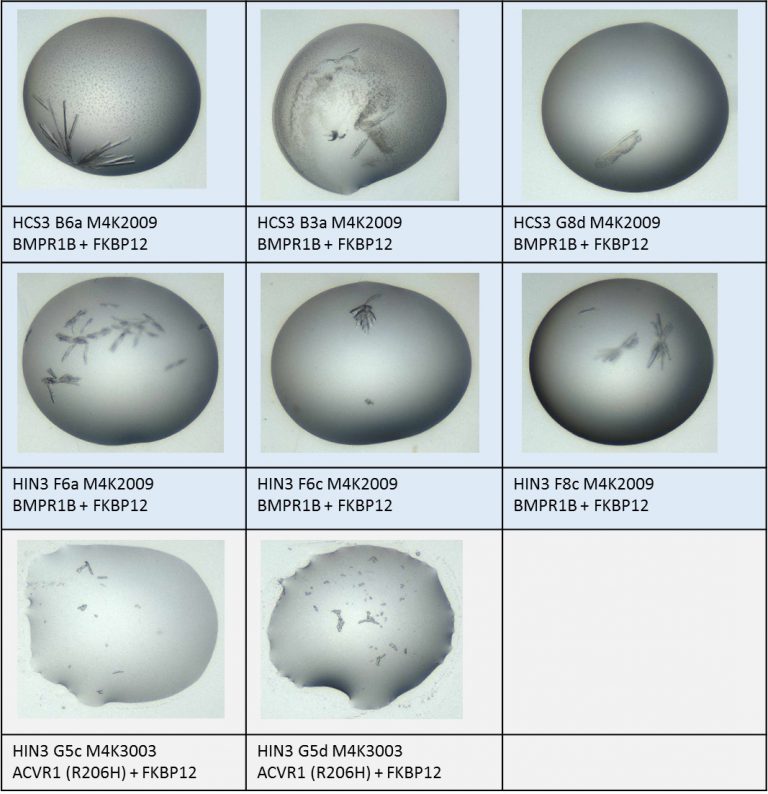 HCS3 B6a M4K2009
BMPR1B + FKBP12
HCS3 B3a M4K2009
BMPR1B + FKBP12
HCS3 G8d M4K2009
BMPR1B + FKBP12
HIN3 F6a M4K2009
BMPR1B + FKBP12
HIN3 F6c M4K2009
BMPR1B + FKBP12
HIN3 F8c M4K2009
BMPR1B + FKBP12
HIN3 G5c M4K3003
ACVR1 (R206H) + FKBP12
HIN3 G5d M4K3003
ACVR1 (R206H) + FKBP12